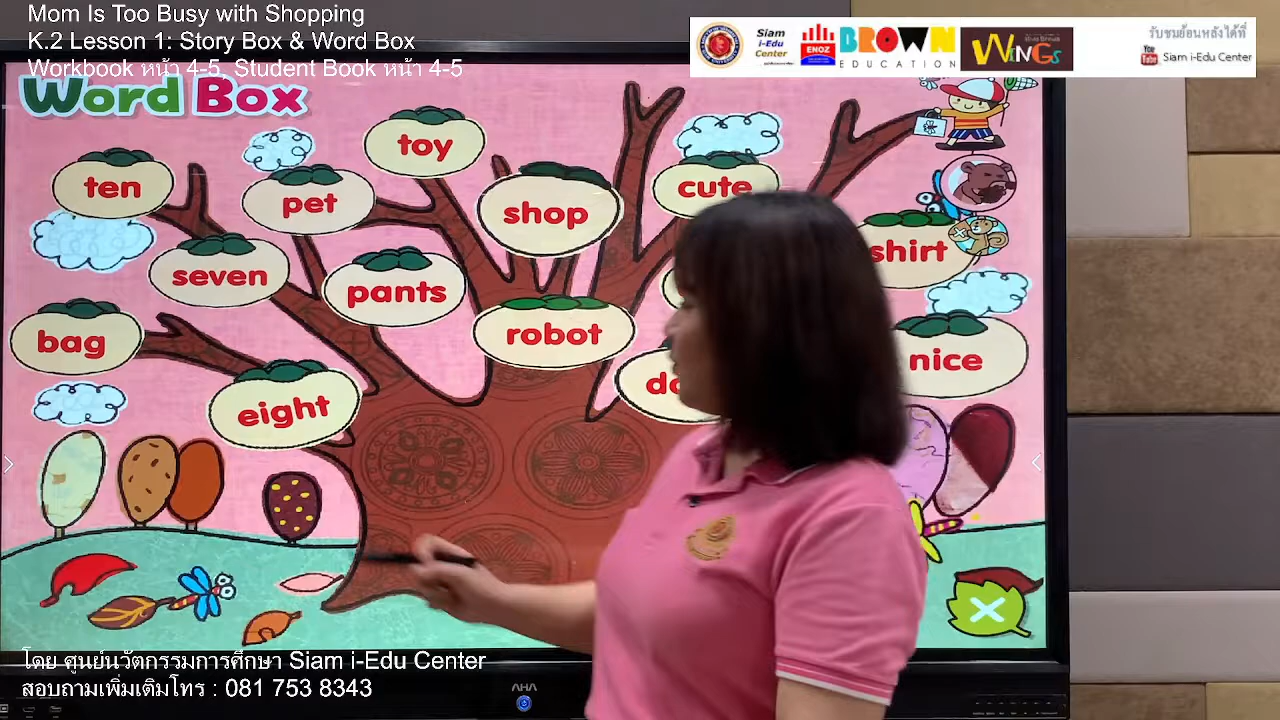 Mom Is Too Busy with Shopping
K.2 Lesson 1: Story Box & Word Box
Workbook หน้า 4-5, Student Book หน้า 4-5
Siam
i-Edu
Center
ENOZ
BROWN
EDUCATION
WINGS
รับชมย้อนหลังได้ที่
You Tube Siam i-Edu Center
Word Box
toy
ten
pet
shop
cute
seven
pants
shirt
bag
robot
nice
eight
โดย ศูนย์นวัตกรรมการศึกษา Siam i-Edu Center
สอบถามเพิ่มเติมโทร : 081 753 8343
AHA